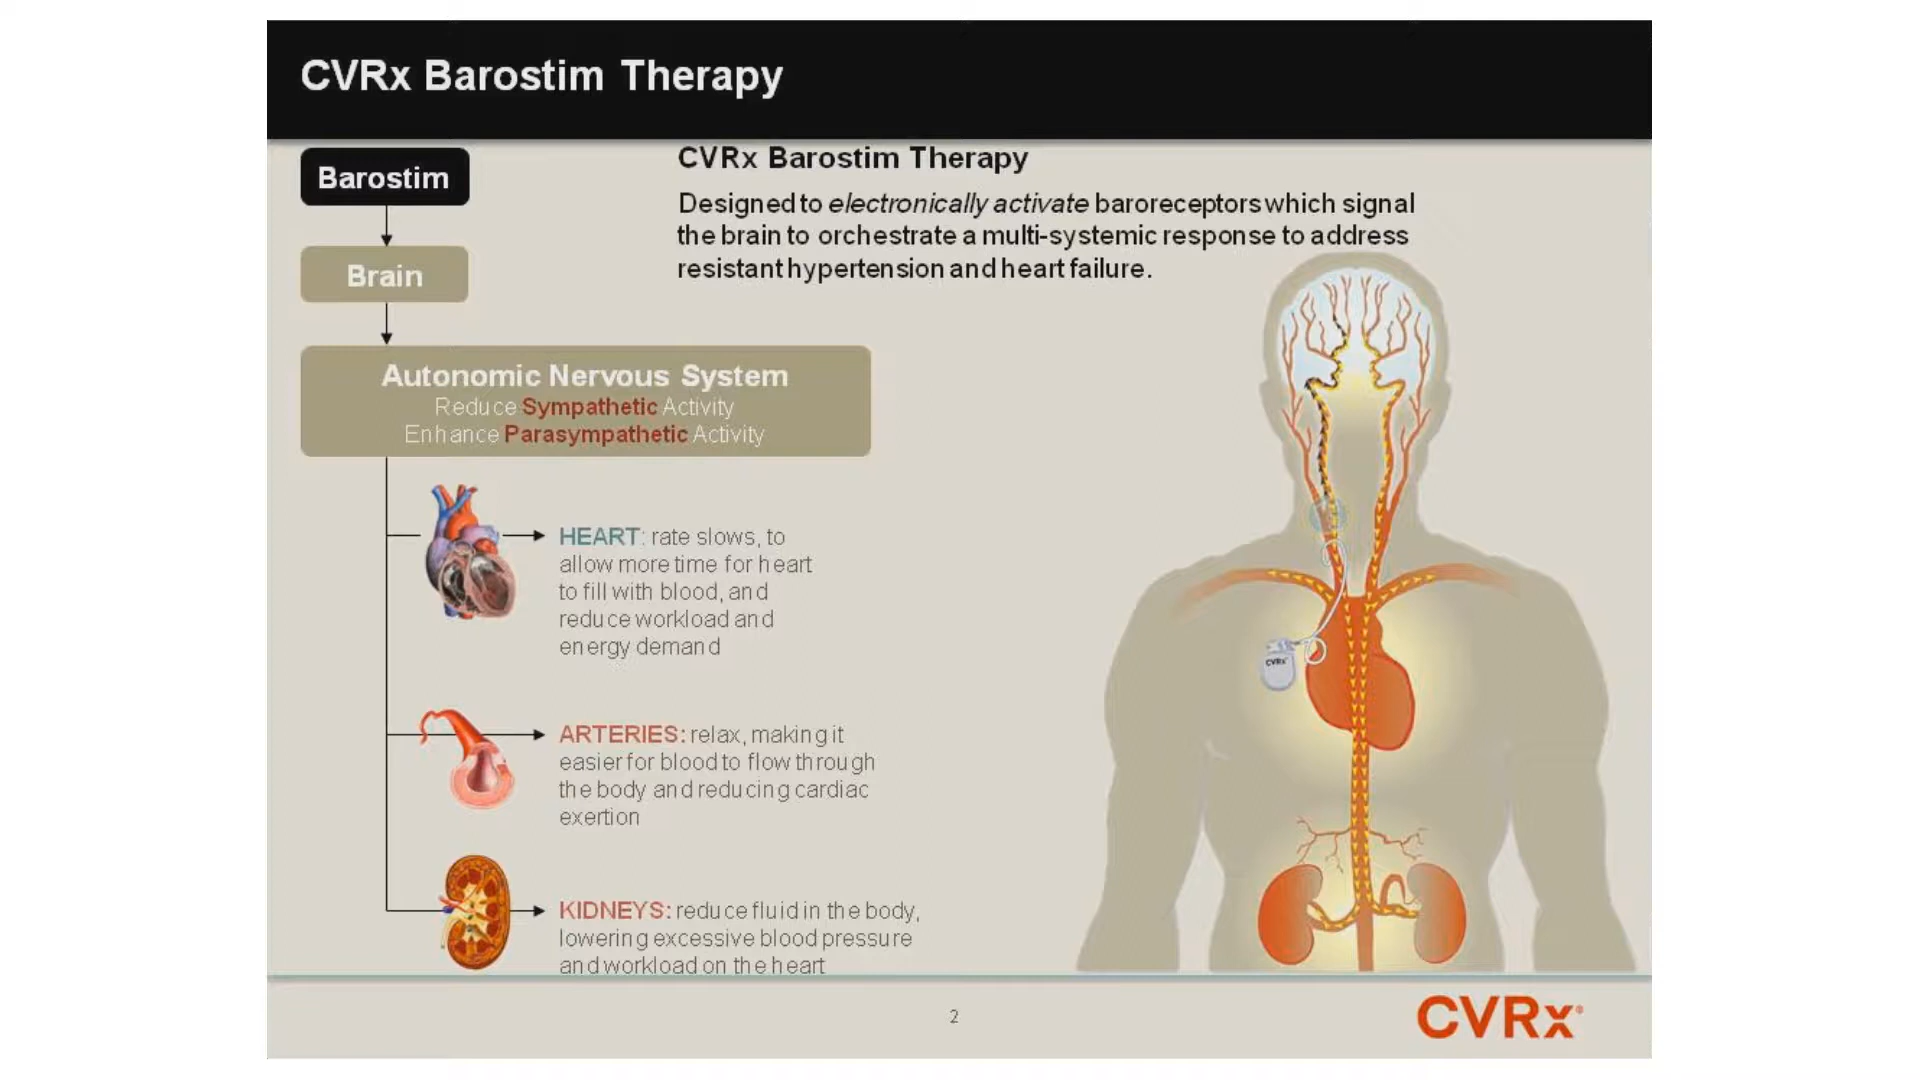 CVRx Barostim Therapy
Barostim
Brain
Autonomic Nervous System
Reduce Sympathetic Activity
Enhance Parasympathetic Activity
CVRx Barostim Therapy
Designed to electronically activate baroreceptors which signal
the brain to orchestrate a multi-systemic response to address
resistant hypertension and heart failure.
HEART: rate slows, to
allow more time for heart
to fill with blood, and
reduce workload and
energy demand
ARTERIES: relax, making it
easier for blood to flow through
the body and reducing cardiac
exertion
KIDNEYS: reduce fluid in the body,
lowering excessive blood pressure
and workload on the heart
CVRx
2
CVRx®